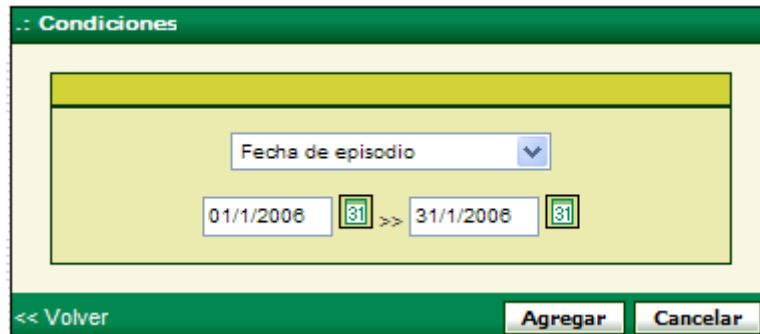 .: Condiciones
Fecha de episodio
01/1/2006 31 >> 31/1/2006 31
<< Volver Agregar Cancelar